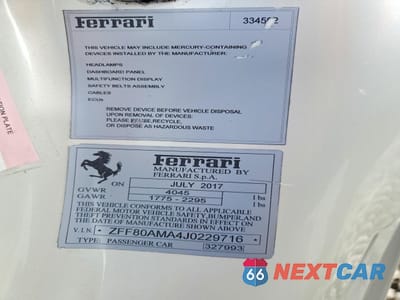 Ferrari 334502
THIS VEHICLE MAY INCLUDE MERCURY-CONTAINING
DEVICES INSTALLED BY THE MANUFACTURER:
HEADLAMPS
DASHBOARD PANEL
MULTIFUNCTION DISPLAY
SAFETY BELTS ASSEMBLY
CABLES
ECUs
REMOVE DEVICE BEFORE VEHICLE DISPOSAL
UPON REMOVAL OF DEVICES:
PLEASE REUSE, RECYCLE,
OR DISPOSE AS HAZARDOUS WASTE
TION PLATE
Ferrari
MANUFACTURED BY
FERRARI S.p.A.
ON JULY 2017
GVWR 4045 lbs
GAWR 1775 - 2295 lbs
THIS VEHICLE CONFORMS TO ALL APPLICABLE
FEDERAL MOTOR VEHICLE SAFETY, BUMPER, AND
THEFT PREVENTION STANDARDS IN EFFECT ON
THE DATE OF MANUFACTURE SHOWN ABOVE
V.I.N. * ZFF80AMA4J0229716 *
TYPE: PASSENGER CAR 327993
66 NEXTCAR